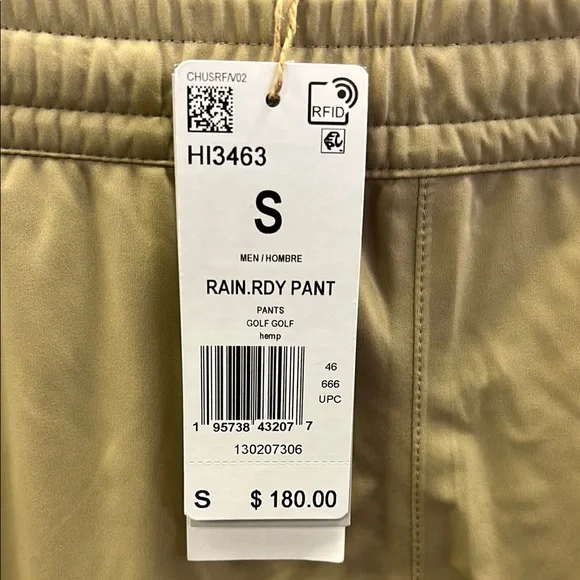 CHUSRF/V02
RFID
HI3463
S
MEN / HOMBRE
RAIN.RDY PANT
PANTS
GOLF GOLF
hemp
46
666
UPC
1 95738 43207 7
130207306
S $ 180.00